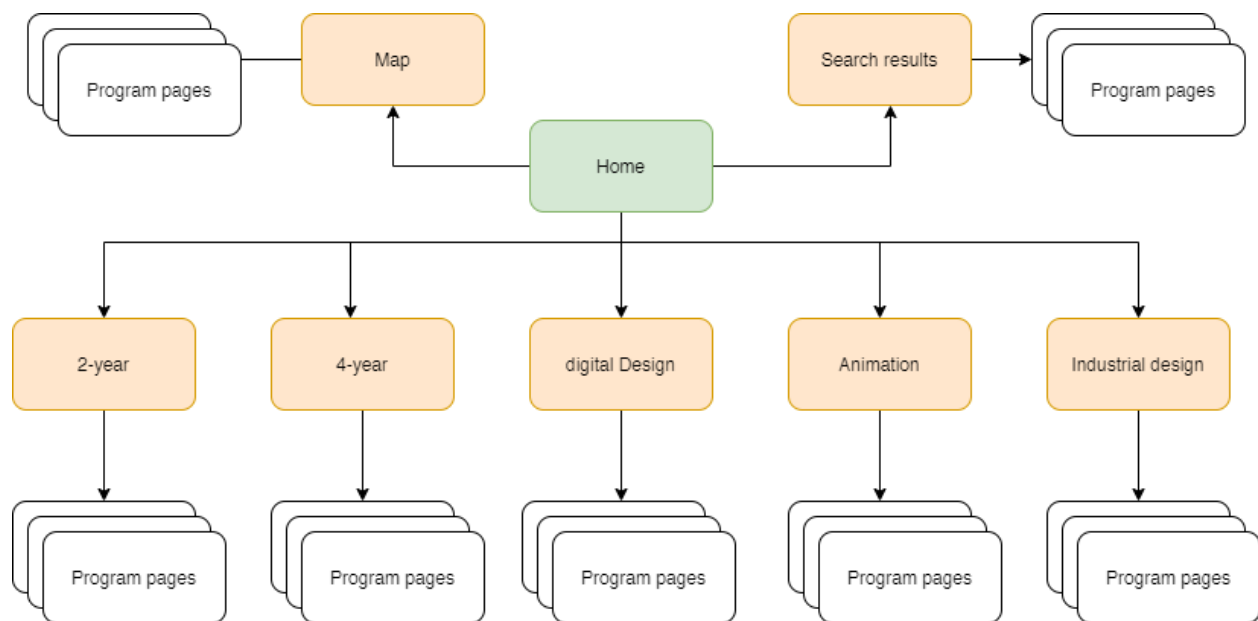 Map
Search results
Program pages
Program pages
Home
2-year
4-year
digital Design
Animation
Industrial design
Program pages
Program pages
Program pages
Program pages
Program pages